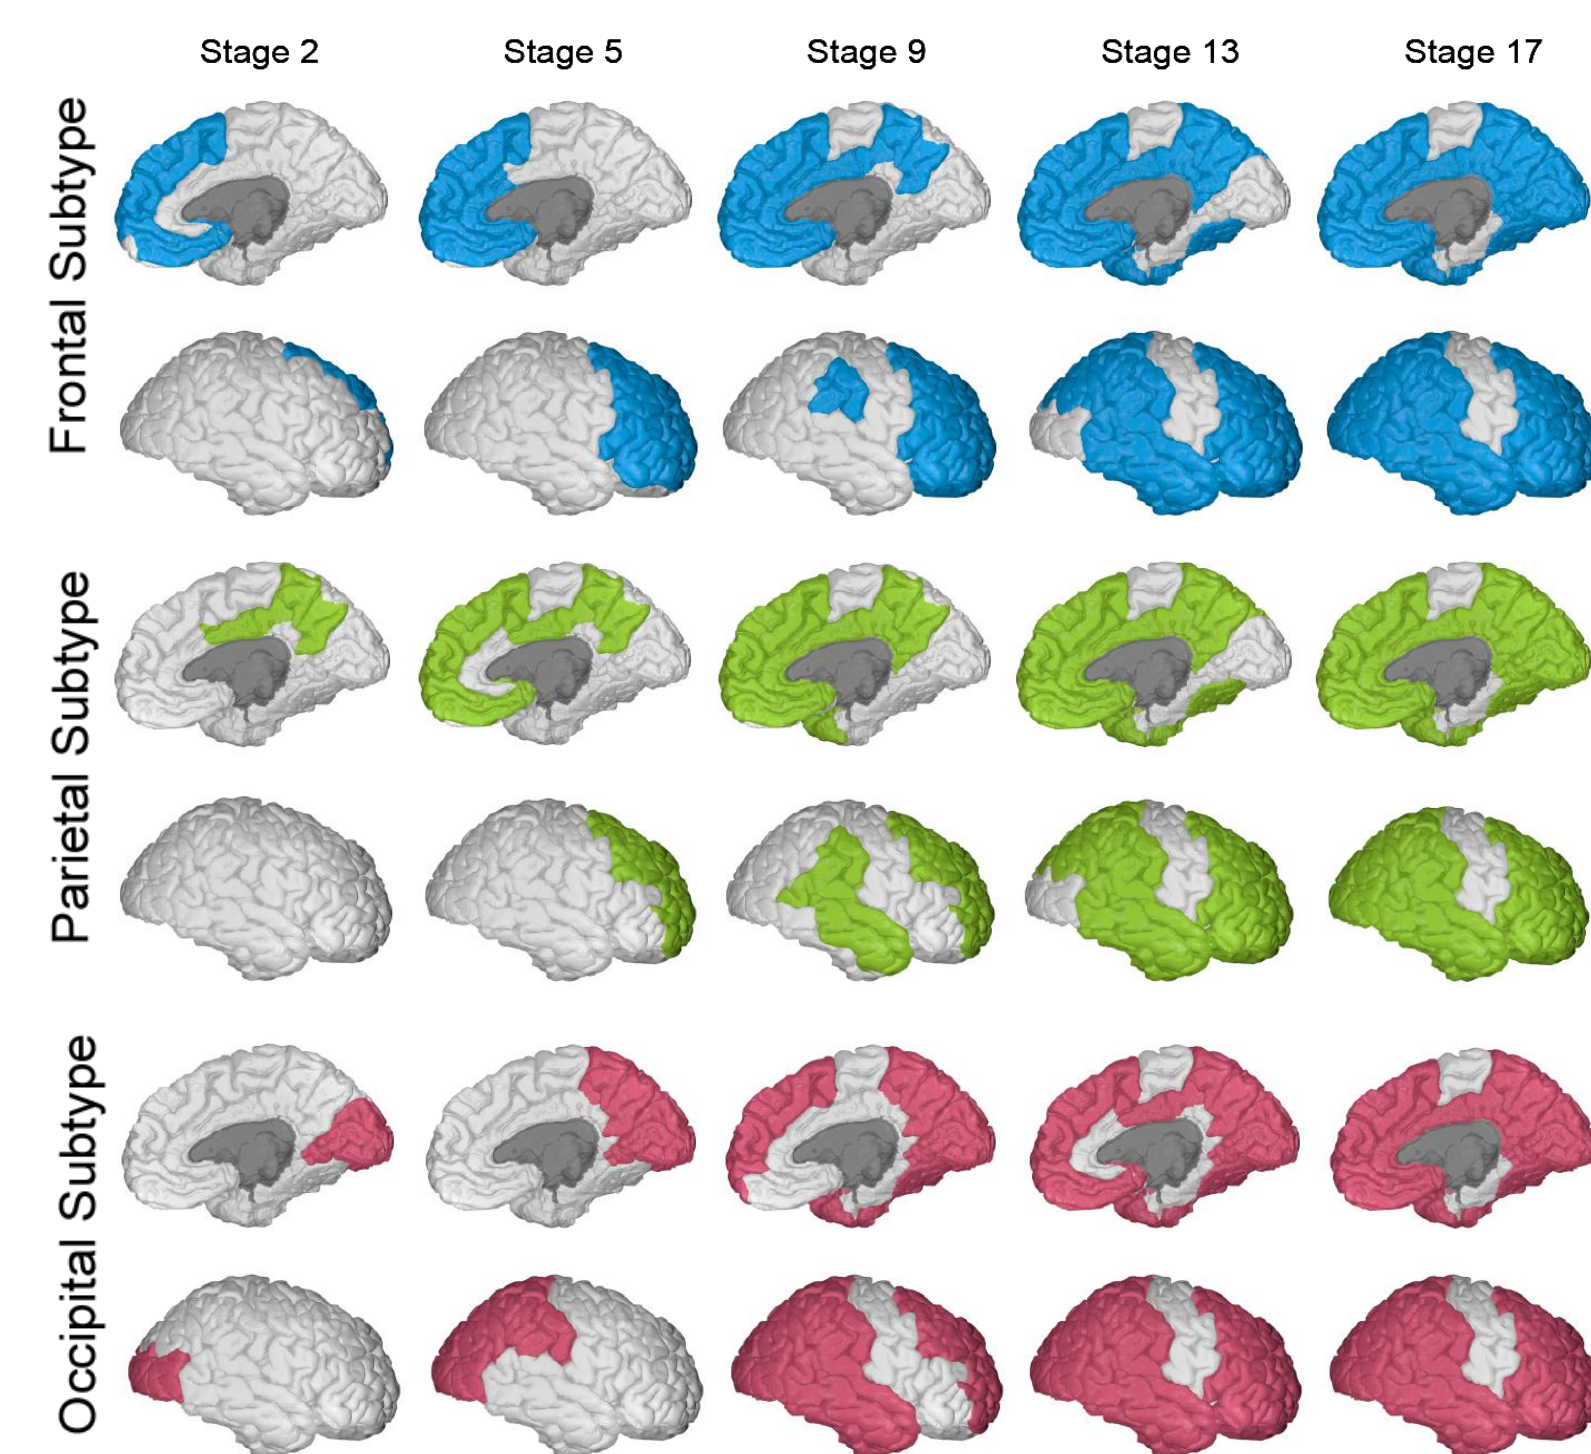 Stage 2
Stage 5
Stage 9
Stage 13
Stage 17
Frontal Subtype
Parietal Subtype
Occipital Subtype